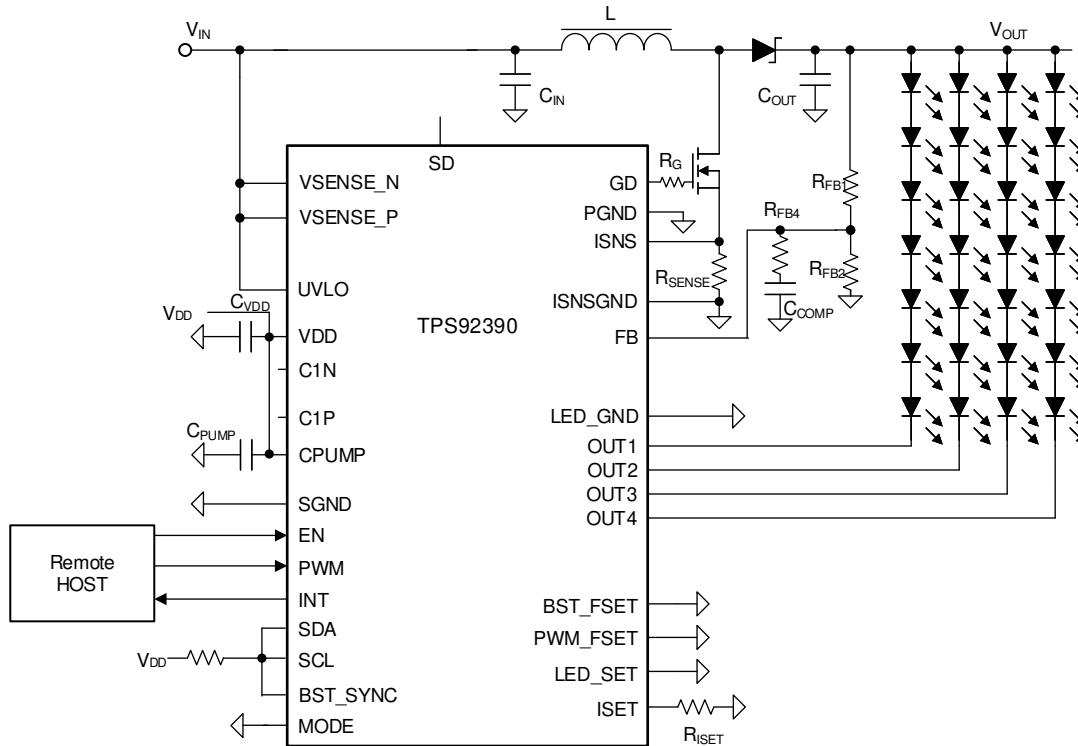 L
VIN
VOUT
CIN
COUT
SD
RG
VSENSE_N
GD
RFB1
VSENSE_P
PGND
RFB4
ISNS
RSENSE
RFB2
UVLO
ISNSGND
CVDD
VDD
CCOMP
TPS92390
VDD
FB
C1N
C1P
LED_GND
CPUMP
OUT1
CPUMP
OUT2
OUT3
SGND
OUT4
EN
Remote
HOST
PWM
INT
BST_FSET
SDA
PWM_FSET
VDD
SCL
LED_SET
BST_SYNC
ISET
MODE
RISET